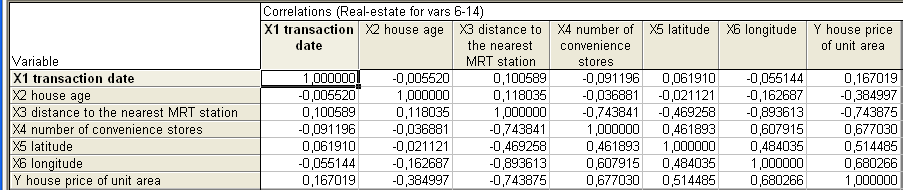 Correlations (Real-estate for vars 6-14)
Variable X1 transaction date X2 house age X3 distance to the nearest MRT station X4 number of convenience stores X5 latitude X6 longitude Y house price of unit area
X1 transaction date 1,000000 -0,005520 0,100589 -0,091196 0,061910 -0,055144 0,167019
X2 house age -0,005520 1,000000 0,118035 -0,036881 -0,021121 -0,162687 -0,384997
X3 distance to the nearest MRT station 0,100589 0,118035 1,000000 -0,743841 -0,469258 -0,893613 -0,743875
X4 number of convenience stores -0,091196 -0,036881 -0,743841 1,000000 0,461893 0,607915 0,677030
X5 latitude 0,061910 -0,021121 -0,469258 0,461893 1,000000 0,484035 0,514485
X6 longitude -0,055144 -0,162687 -0,893613 0,607915 0,484035 1,000000 0,680266
Y house price of unit area 0,167019 -0,384997 -0,743875 0,677030 0,514485 0,680266 1,000000